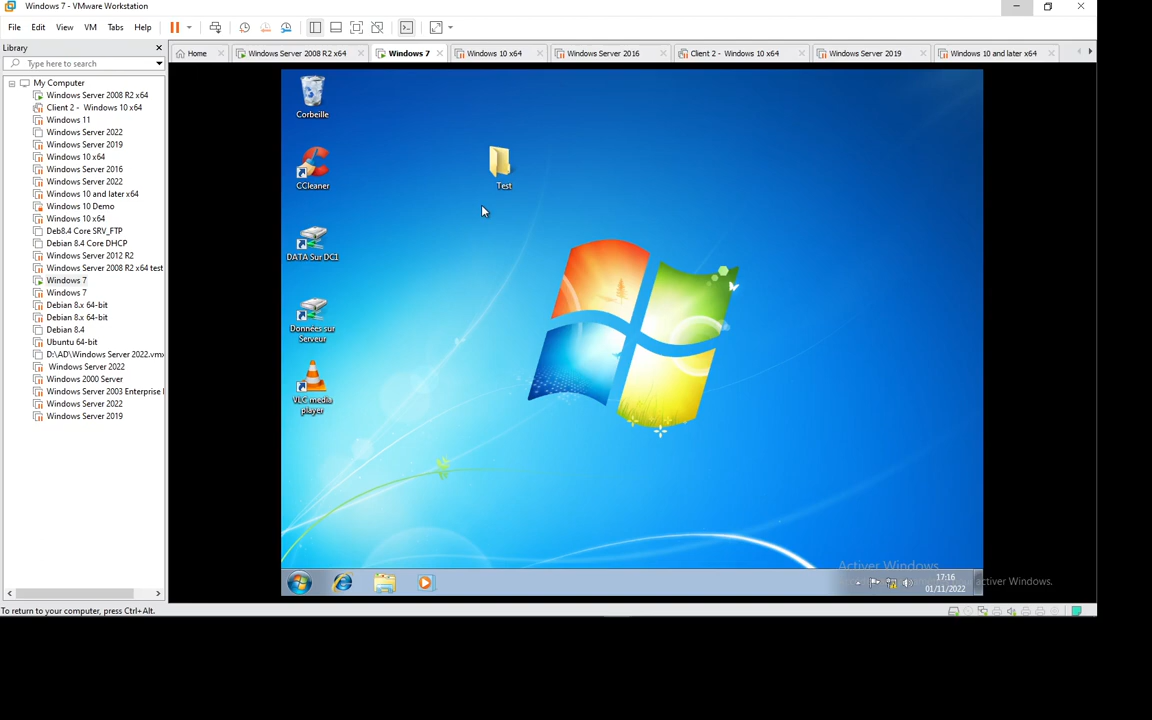 Windows 7 - VMware Workstation
File Edit View VM Tabs Help
Library
Type here to search
Home
Windows Server 2008 R2 x64
Windows 7
Windows 10 x64
Windows Server 2016
Client 2 - Windows 10 x64
Windows Server 2019
Windows 10 and later x64
My Computer
Windows Server 2008 R2 x64
Client 2 - Windows 10 x64
Windows 11
Windows Server 2022
Windows Server 2019
Windows 10 x64
Windows Server 2016
Windows Server 2022
Windows 10 and later x64
Windows 10 Demo
Windows 10 x64
Deb8.4 Core SRV_FTP
Debian 8.4 Core DHCP
Windows Server 2012 R2
Windows Server 2008 R2 x64 test
Windows 7
Windows 7
Debian 8.x 64-bit
Debian 8.x 64-bit
Debian 8.4
Ubuntu 64-bit
D:\AD\Windows Server 2022.vmx
Windows Server 2022
Windows 2000 Server
Windows Server 2003 Enterprise
Windows Server 2022
Windows Server 2019
Corbeille
CCleaner
Test
DATA Sur DC1
Données sur
Serveur
VLC media
player
Activer Windows
activer Windows.
17:16
01/11/2022
To return to your computer, press Ctrl+Alt.